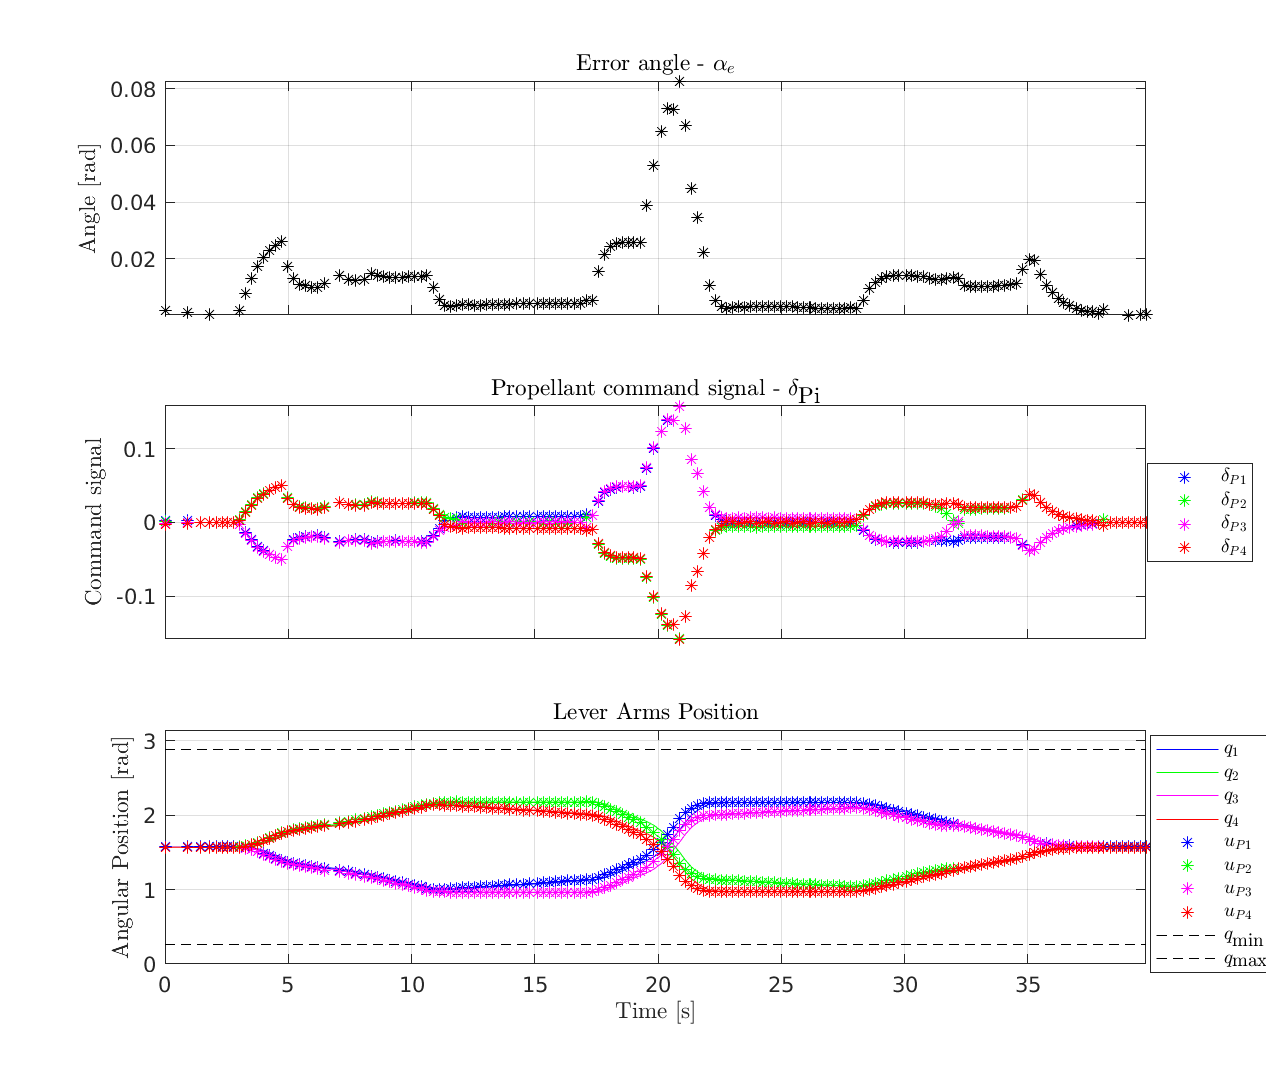 Error angle - αₑ
Angle [rad]
0.08
0.06
0.04
0.02
Propellant command signal - δPi
Command signal
0.1
0
-0.1
δP1
δP2
δP3
δP4
Lever Arms Position
Angular Position [rad]
3
2
1
0
q1
q2
q3
q4
uP1
uP2
uP3
uP4
qmin
qmax
0 5 10 15 20 25 30 35
Time [s]